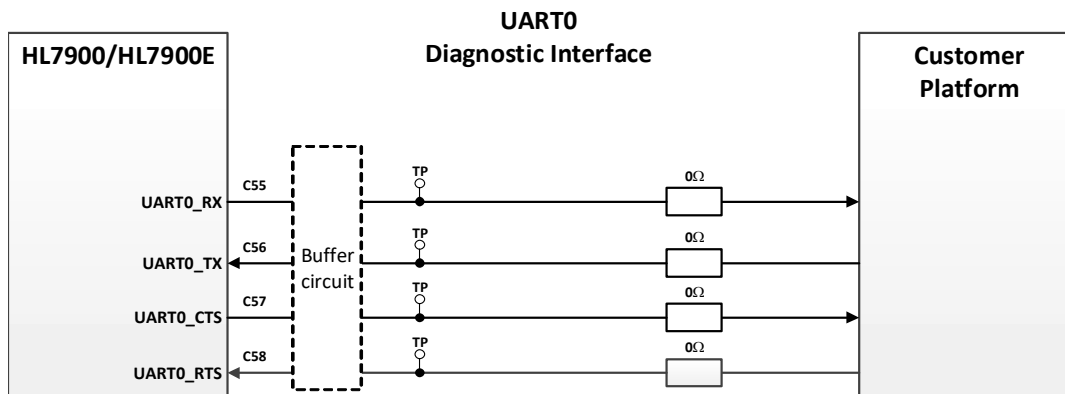 UART0
Diagnostic Interface
HL7900/HL7900E
Customer
Platform
UART0_RX
C55
TP
0Ω
UART0_TX
C56
Buffer
circuit
TP
0Ω
UART0_CTS
C57
TP
0Ω
UART0_RTS
C58
TP
0Ω